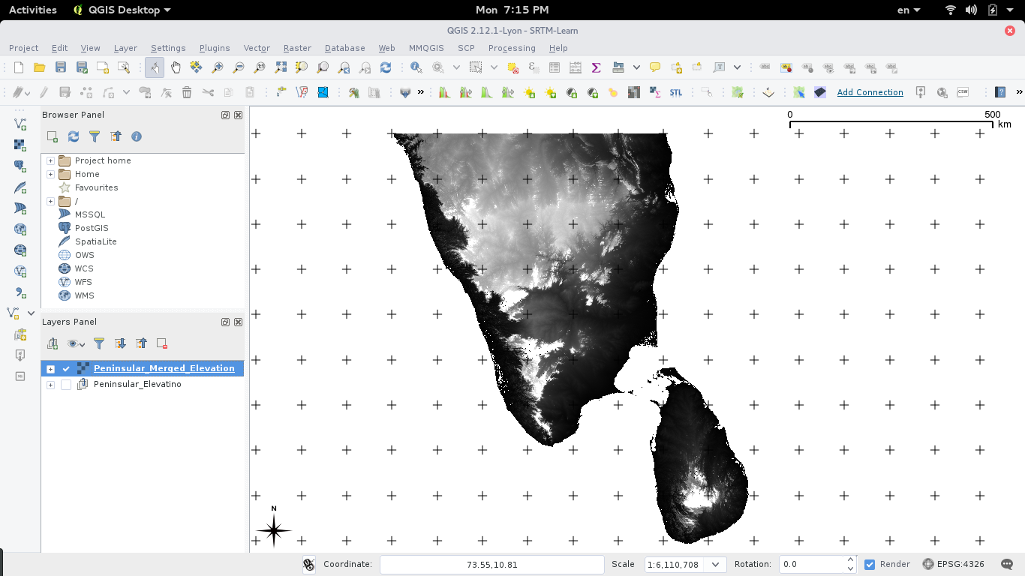 Activities QGIS Desktop Mon 7:15 PM en
QGIS 2.12.1-Lyon - SRTM-Learn
Project Edit View Layer Settings Plugins Vector Raster Database Web MMQGIS SCP Processing Help
STL Add Connection
Browser Panel
Project home
Home
Favourites
/
MSSQL
PostGIS
SpatiaLite
OWS
WCS
WFS
WMS
Layers Panel
Peninsular_Merged_Elevation
Peninsular_Elevatino
0 500
km
N
Coordinate: 73.55,10.81 Scale 1:6,110,708 Rotation: 0.0 Render EPSG:4326